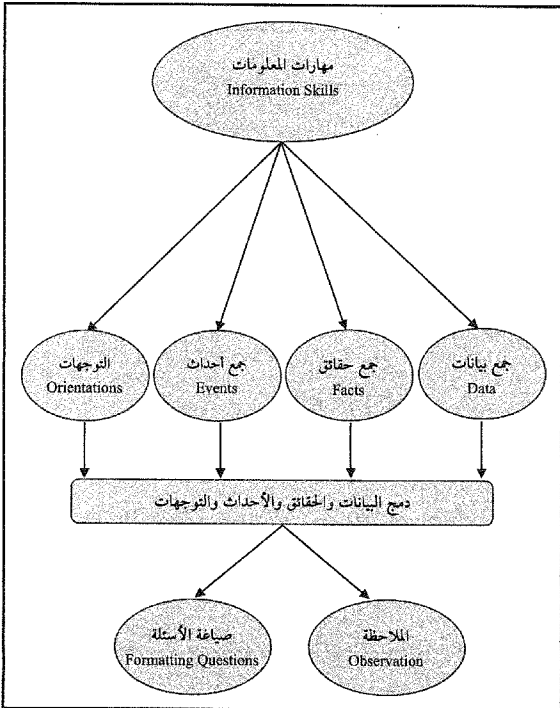 مهارات المعلومات
Information Skills
جمع بيانات
Data
جمع حقائق
Facts
جمع أحداث
Events
التوجهات
Orientations
دمج البيانات والحقائق والأحداث والتوجهات
الملاحظة
Observation
صياغة الأسئلة
Formatting Questions